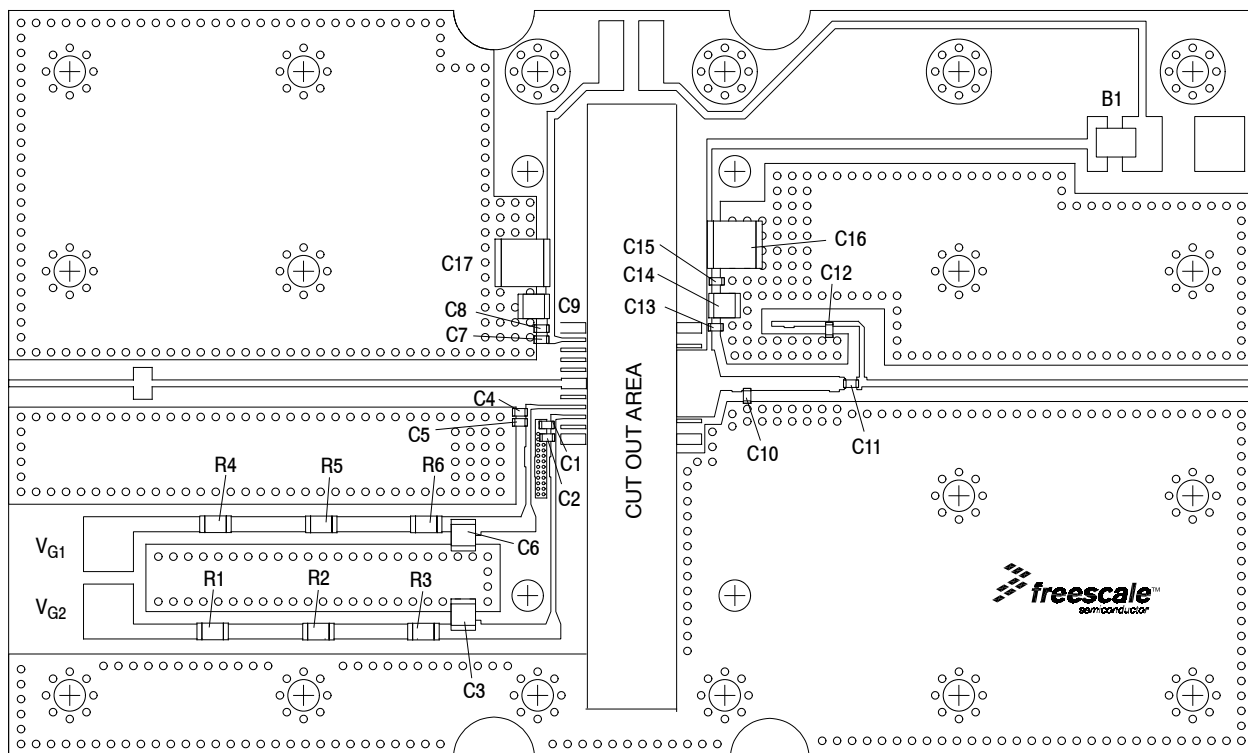 B1
C17
C15
C16
C14
C12
C9
C8
C13
C7
C4
C5
C1
C10
C11
C2
CUT OUT AREA
R4
R5
R6
VG1
C6
R1
R2
R3
VG2
freescale™
semiconductor
C3